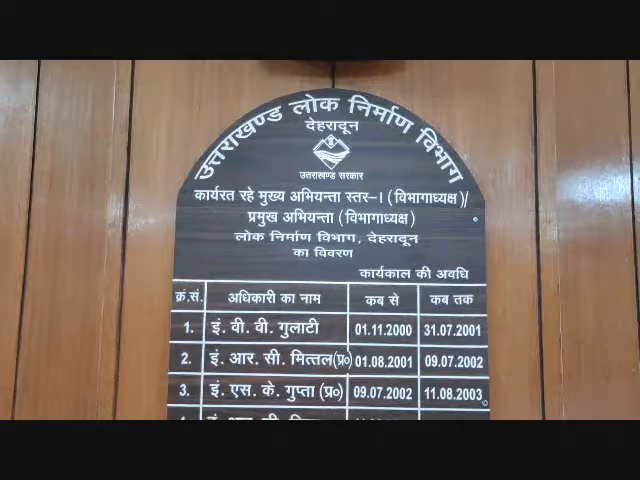 उत्तराखण्ड लोक निर्माण विभाग
देहरादून
उत्तराखण्ड सरकार
कार्यरत रहे मुख्य अभियन्ता स्तर-I (विभागाध्यक्ष)/
प्रमुख अभियन्ता (विभागाध्यक्ष)
लोक निर्माण विभाग, देहरादून
का विवरण
कार्यकाल की अवधि
क्रं.सं. अधिकारी का नाम कब से कब तक
1. इं. वी. वी. गुलाटी 01.11.2000 31.07.2001
2. इं. आर. सी. मित्तल(प्र०) 01.08.2001 09.07.2002
3. इं. एस. के. गुप्ता (प्र०) 09.07.2002 11.08.2003